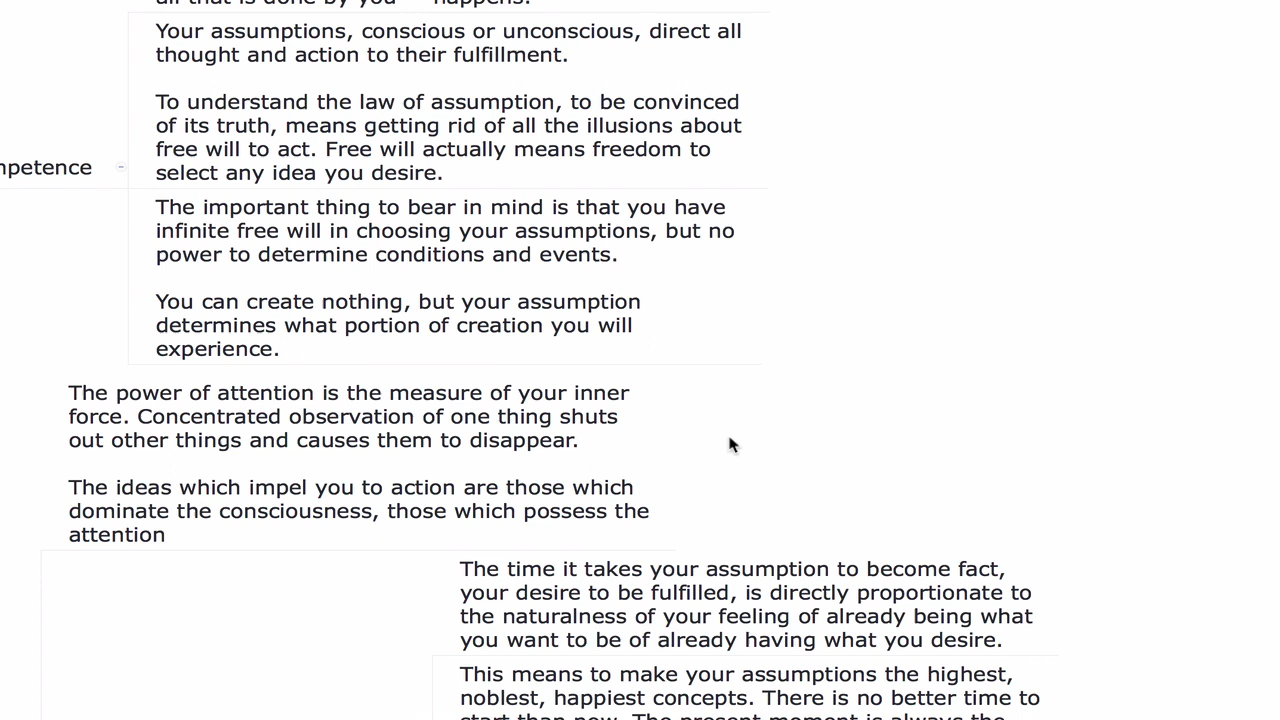 Your assumptions, conscious or unconscious, direct all
thought and action to their fulfillment.
To understand the law of assumption, to be convinced
of its truth, means getting rid of all the illusions about
free will to act. Free will actually means freedom to
select any idea you desire.
The important thing to bear in mind is that you have
infinite free will in choosing your assumptions, but no
power to determine conditions and events.
You can create nothing, but your assumption
determines what portion of creation you will
experience.
The power of attention is the measure of your inner
force. Concentrated observation of one thing shuts
out other things and causes them to disappear.
The ideas which impel you to action are those which
dominate the consciousness, those which possess the
attention
The time it takes your assumption to become fact,
your desire to be fulfilled, is directly proportionate to
the naturalness of your feeling of already being what
you want to be of already having what you desire.
This means to make your assumptions the highest,
noblest, happiest concepts. There is no better time to